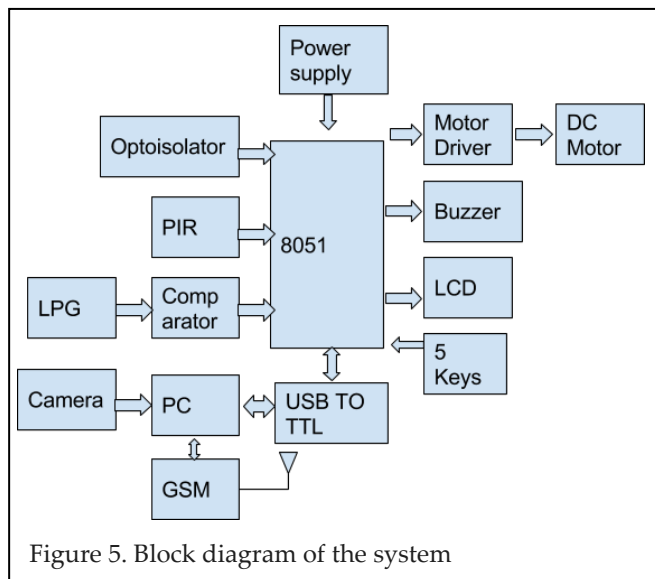 Power
supply
Optoisolator
Motor
Driver
DC
Motor
PIR
8051
Buzzer
LPG
Comp
arator
LCD
5
Keys
Camera
PC
USB TO
TTL
GSM
Figure 5. Block diagram of the system